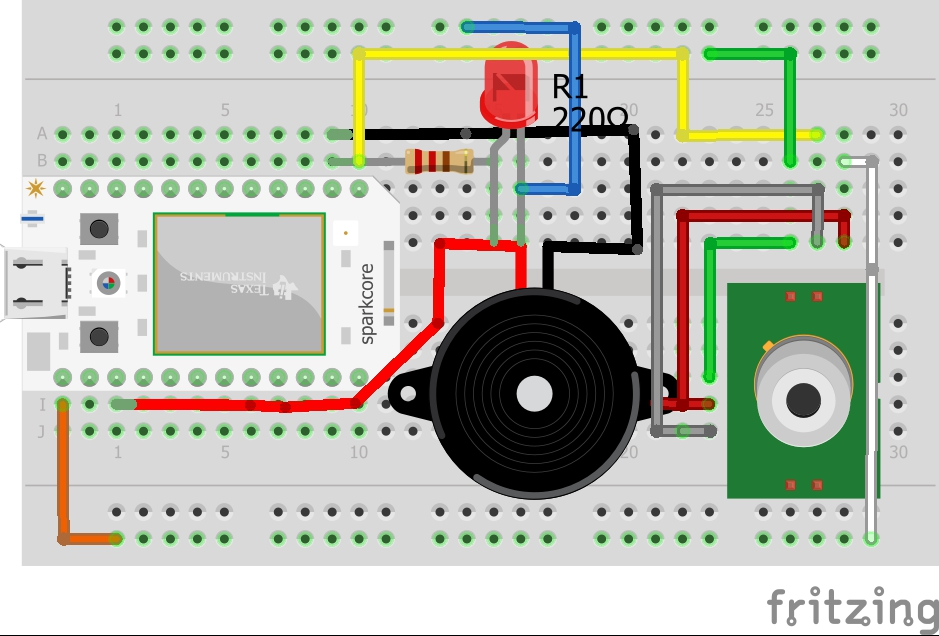 R1
220Ω
1 5 10 20 25 30
A
B
TEXAS
INSTRUMENTS
sparkcore
I
J
1 5 10 20 30
fritzing